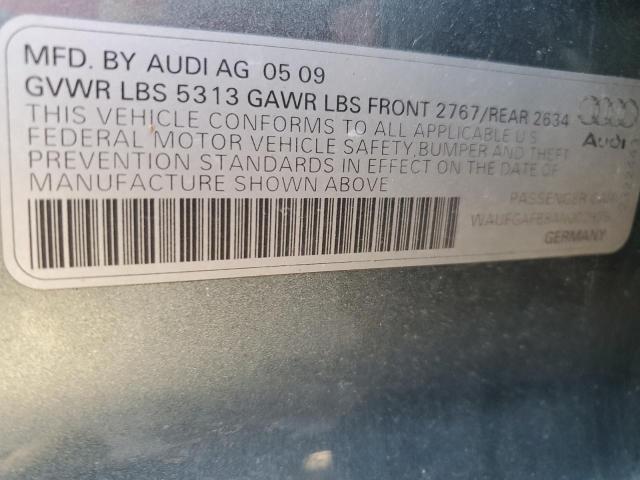 MFD. BY AUDI AG 05 09
GVWR LBS 5313 GAWR LBS FRONT 2767/REAR 2634
THIS VEHICLE CONFORMS TO ALL APPLICABLE U S
FEDERAL MOTOR VEHICLE SAFETY, BUMPER AND THEFT
PREVENTION STANDARDS IN EFFECT ON THE DATE OF
MANUFACTURE SHOWN ABOVE
Audi
PASSENGER CAR
GERMANY